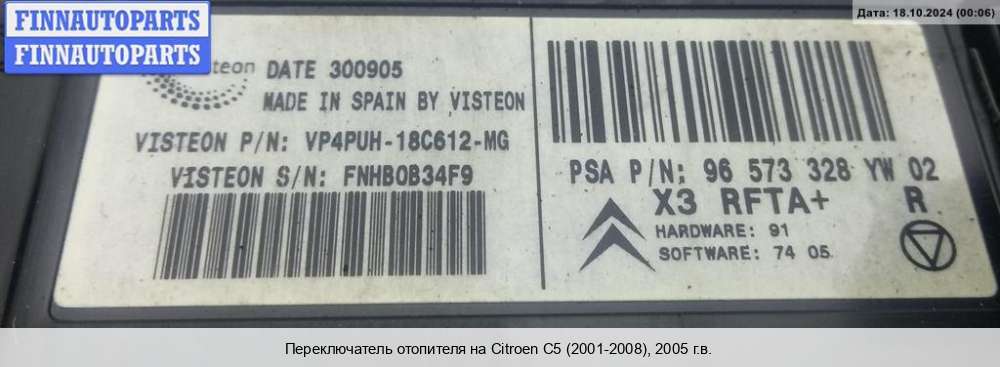 FINNAUTOPARTS
FINNAUTOPARTS
Дата: 18.10.2024 (00:06)
DATE 300905
MADE IN SPAIN BY VISTEON
VISTEON P/N: VP4PUH-18C612-MG
VISTEON S/N: FNHB0B34F9
PSA P/N: 96 573 328 YW 02
X3 RFTA+ R
HARDWARE: 91
SOFTWARE: 74 05
Переключатель отопителя на Citroen C5 (2001-2008), 2005 г.в.